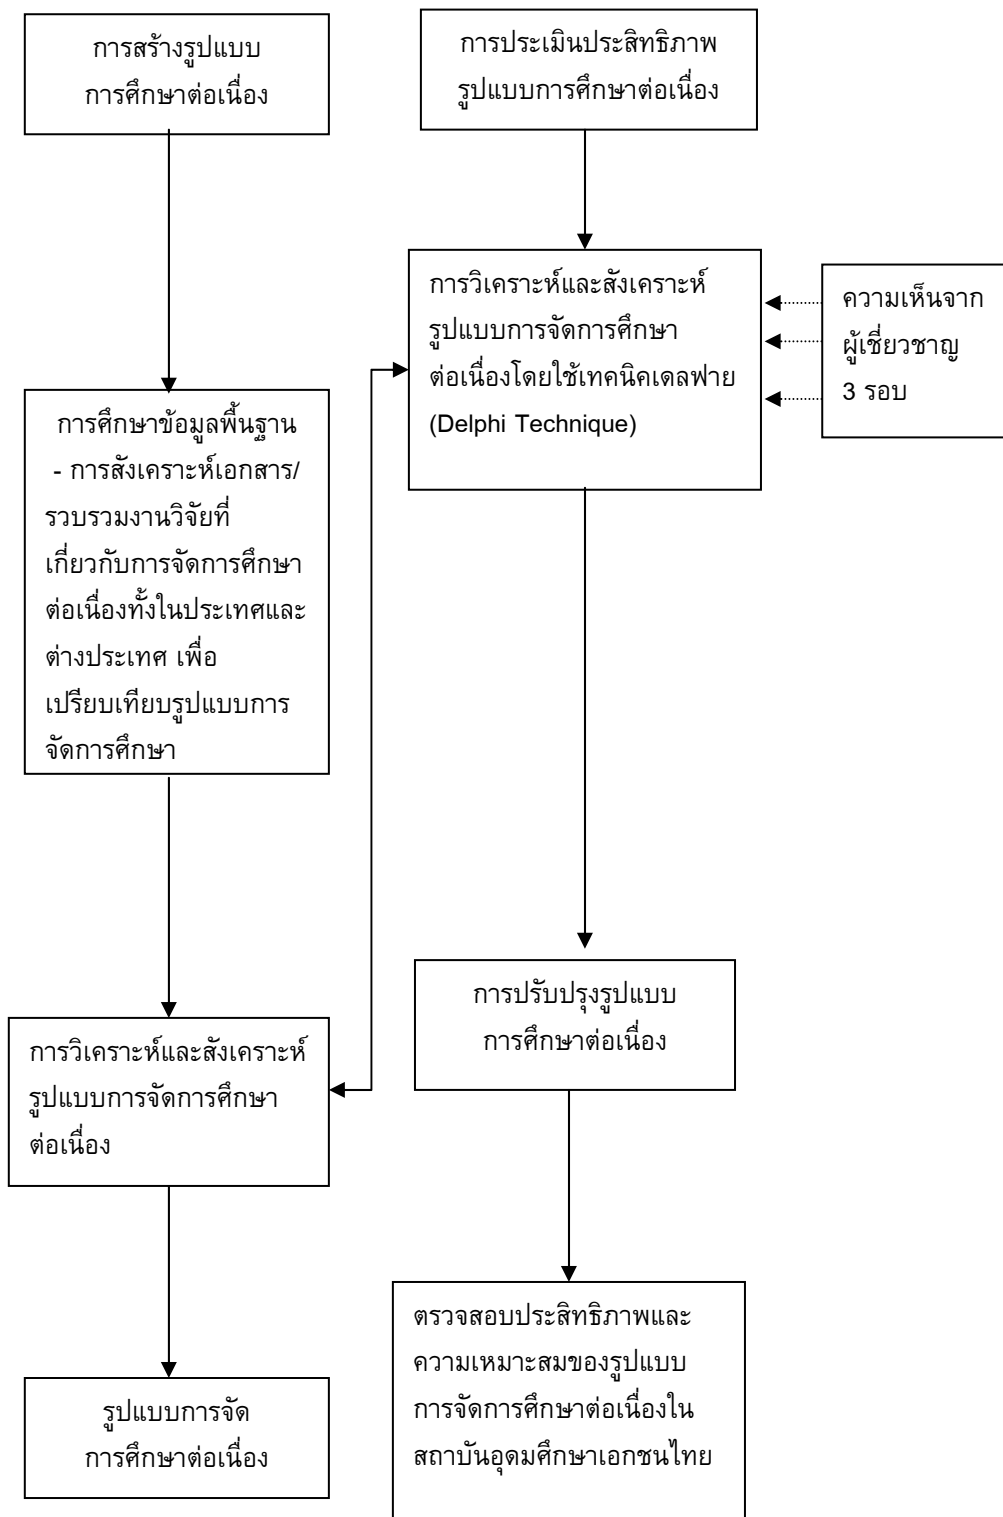 การสร้างรูปแบบ
การศึกษาต่อเนื่อง
การศึกษาข้อมูลพื้นฐาน
- การสังเคราะห์เอกสาร/
รวบรวมงานวิจัยที่
เกี่ยวกับการจัดการศึกษา
ต่อเนื่องทั้งในประเทศและ
ต่างประเทศ เพื่อ
เปรียบเทียบรูปแบบการ
จัดการศึกษา
การวิเคราะห์และสังเคราะห์
รูปแบบการจัดการศึกษา
ต่อเนื่อง
รูปแบบการจัด
การศึกษาต่อเนื่อง
การประเมินประสิทธิภาพ
รูปแบบการศึกษาต่อเนื่อง
การวิเคราะห์และสังเคราะห์
รูปแบบการจัดการศึกษา
ต่อเนื่องโดยใช้เทคนิคเดลฟาย
(Delphi Technique)
ความเห็นจาก
ผู้เชี่ยวชาญ
3 รอบ
การปรับปรุงรูปแบบ
การศึกษาต่อเนื่อง
ตรวจสอบประสิทธิภาพและ
ความเหมาะสมของรูปแบบ
การจัดการศึกษาต่อเนื่องใน
สถาบันอุดมศึกษาเอกชนไทย